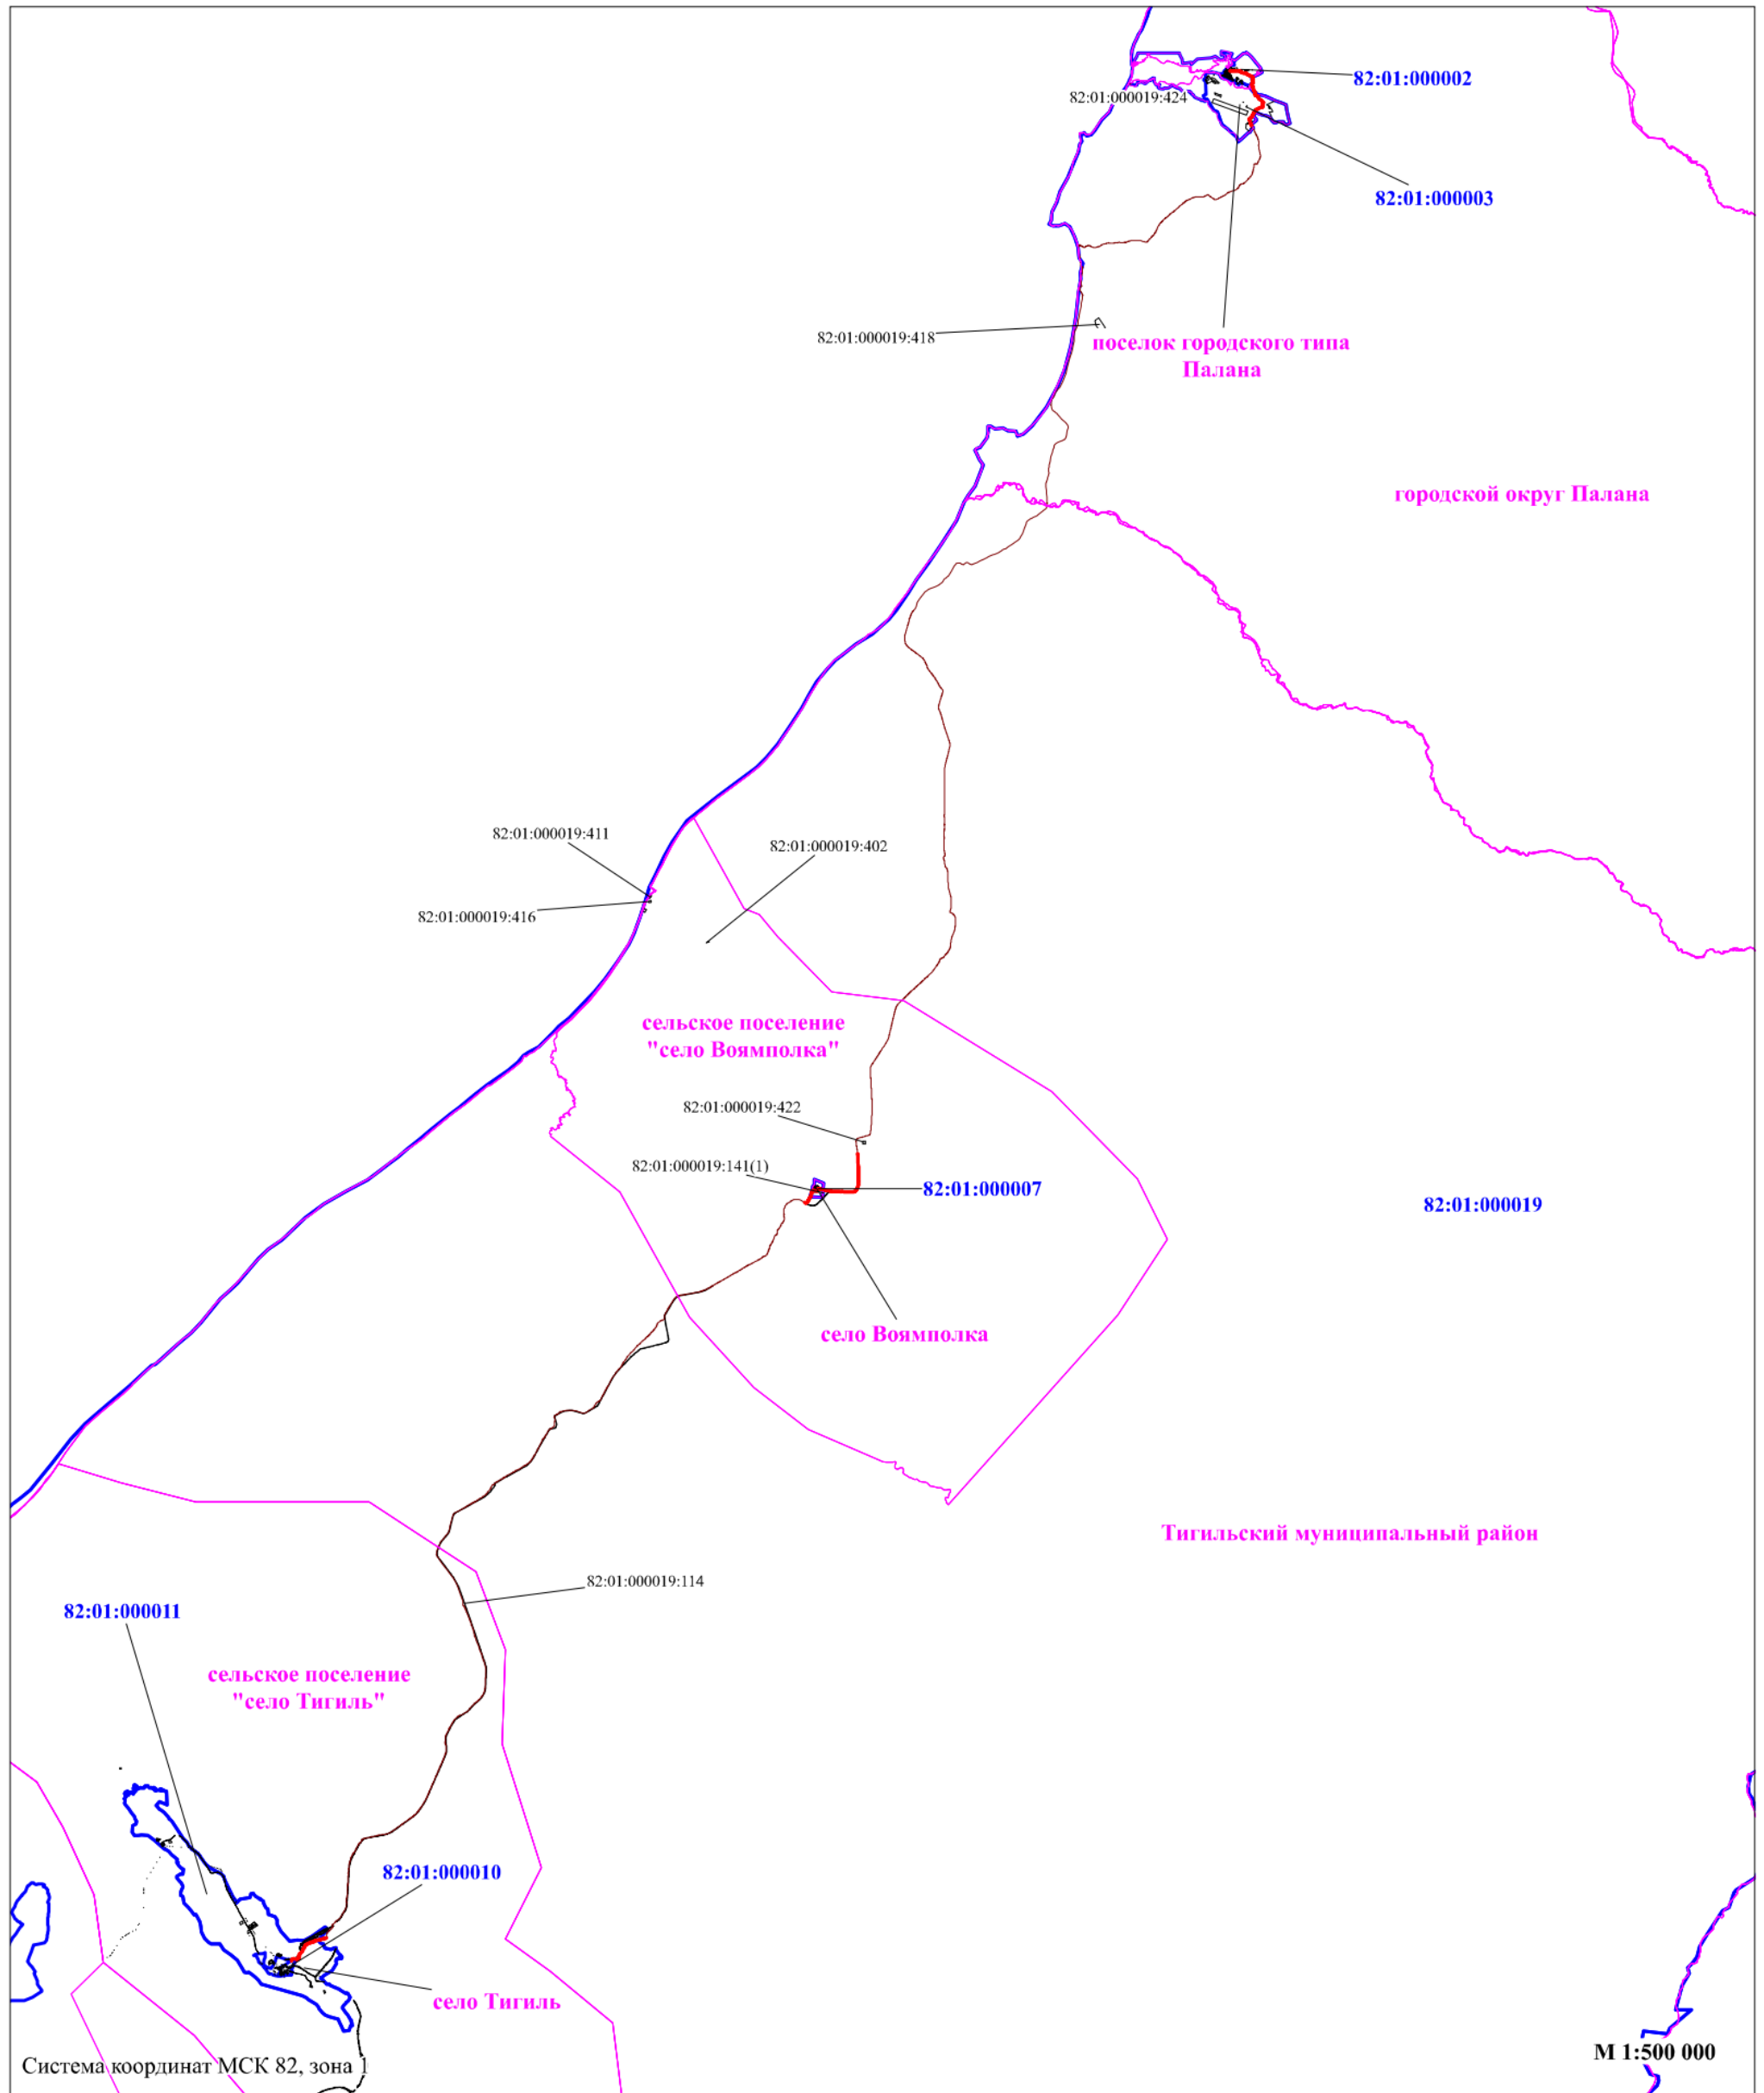 82:01:000002
82:01:000019:424
82:01:000003
82:01:000019:418
поселок городского типа
Палана
городской округ Палана
82:01:000019:411
82:01:000019:402
82:01:000019:416
сельское поселение
"село Воямполка"
82:01:000019:422
82:01:000019:141(1)
82:01:000007
82:01:000019
село Воямполка
Тигильский муниципальный район
82:01:000019:114
82:01:000011
сельское поселение
"село Тигиль"
82:01:000010
село Тигиль
Система координат МСК 82, зона 1
М 1:500 000